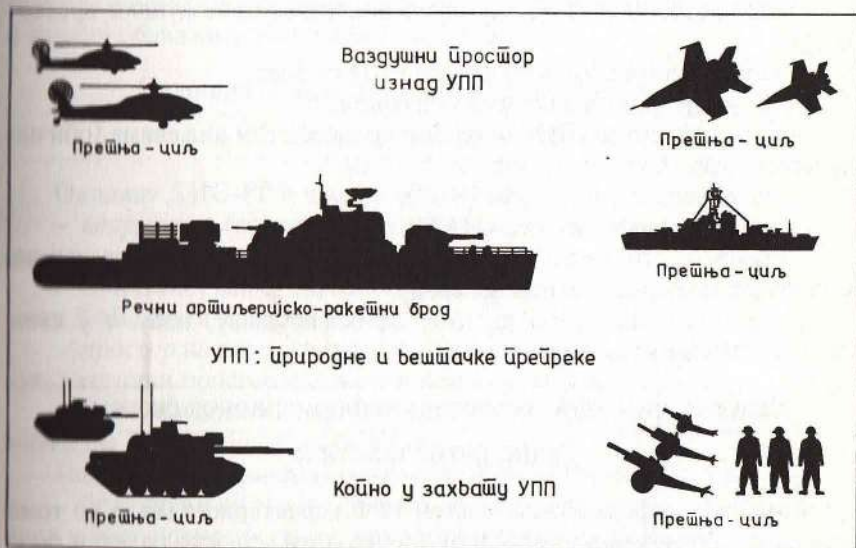 Ваздушни простор
изнад УПП
Претња-циљ
Претња-циљ
Речни артиљеријско-ракетни брод
Претња-циљ
УПП: природне и вештачке препреке
Копно у захвату УПП
Претња-циљ
Претња-циљ